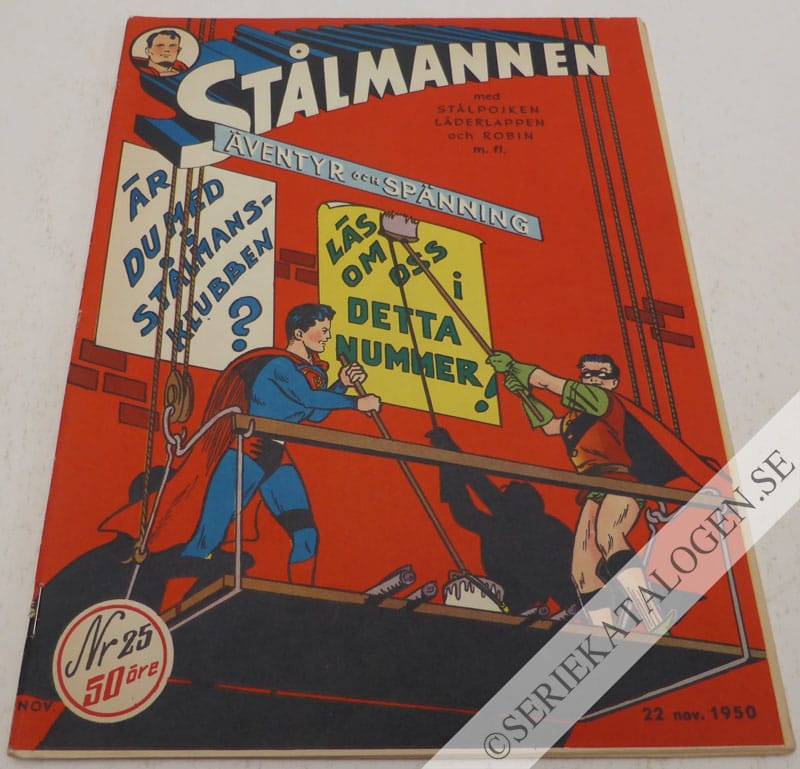 STÅLMANNEN
med
STÅLPOJKEN
LÄDERLAPPEN
och ROBIN
m. fl.
ÄVENTYR och SPÄNNING
ÄR
DU MED
i
STÅLMANS-
KLUBBEN
?
LÄS
OM OSS i
DETTA
NUMMER!
Nr 25
50 öre
NOV.
22 nov. 1950
©SERIEKATALOGEN.SE